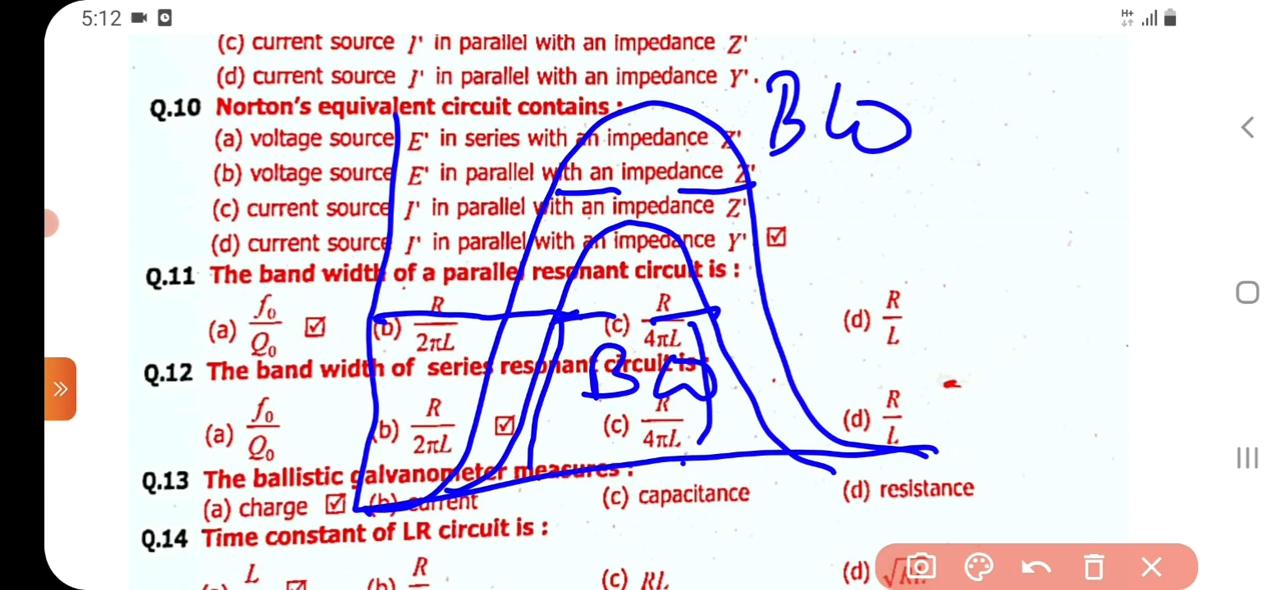 5:12
H+
(c) current source I' in parallel with an impedance Z'
(d) current source I' in parallel with an impedance Y'.
Q.10 Norton's equivalent circuit contains :
(a) voltage source E' in series with an impedance Z'
(b) voltage source E' in parallel with an impedance Z'
(c) current source I' in parallel with an impedance Z'
(d) current source I' in parallel with an impedance Y' ☑
BW
Q.11 The band width of a parallel resonant circuit is :
(a) f₀/Q₀ ☑ (b) R/2πL (c) R/4πL (d) R/L
Q.12 The band width of series resonant circuit is
BW
(a) f₀/Q₀ (b) R/2πL ☑ (c) R/4πL (d) R/L
Q.13 The ballistic galvanometer measures :
(a) charge ☑ (b) current (c) capacitance (d) resistance
Q.14 Time constant of LR circuit is :
L (b) R (c) RL (d)